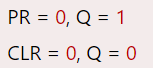 PR = 0, Q = 1
CLR = 0, Q = 0